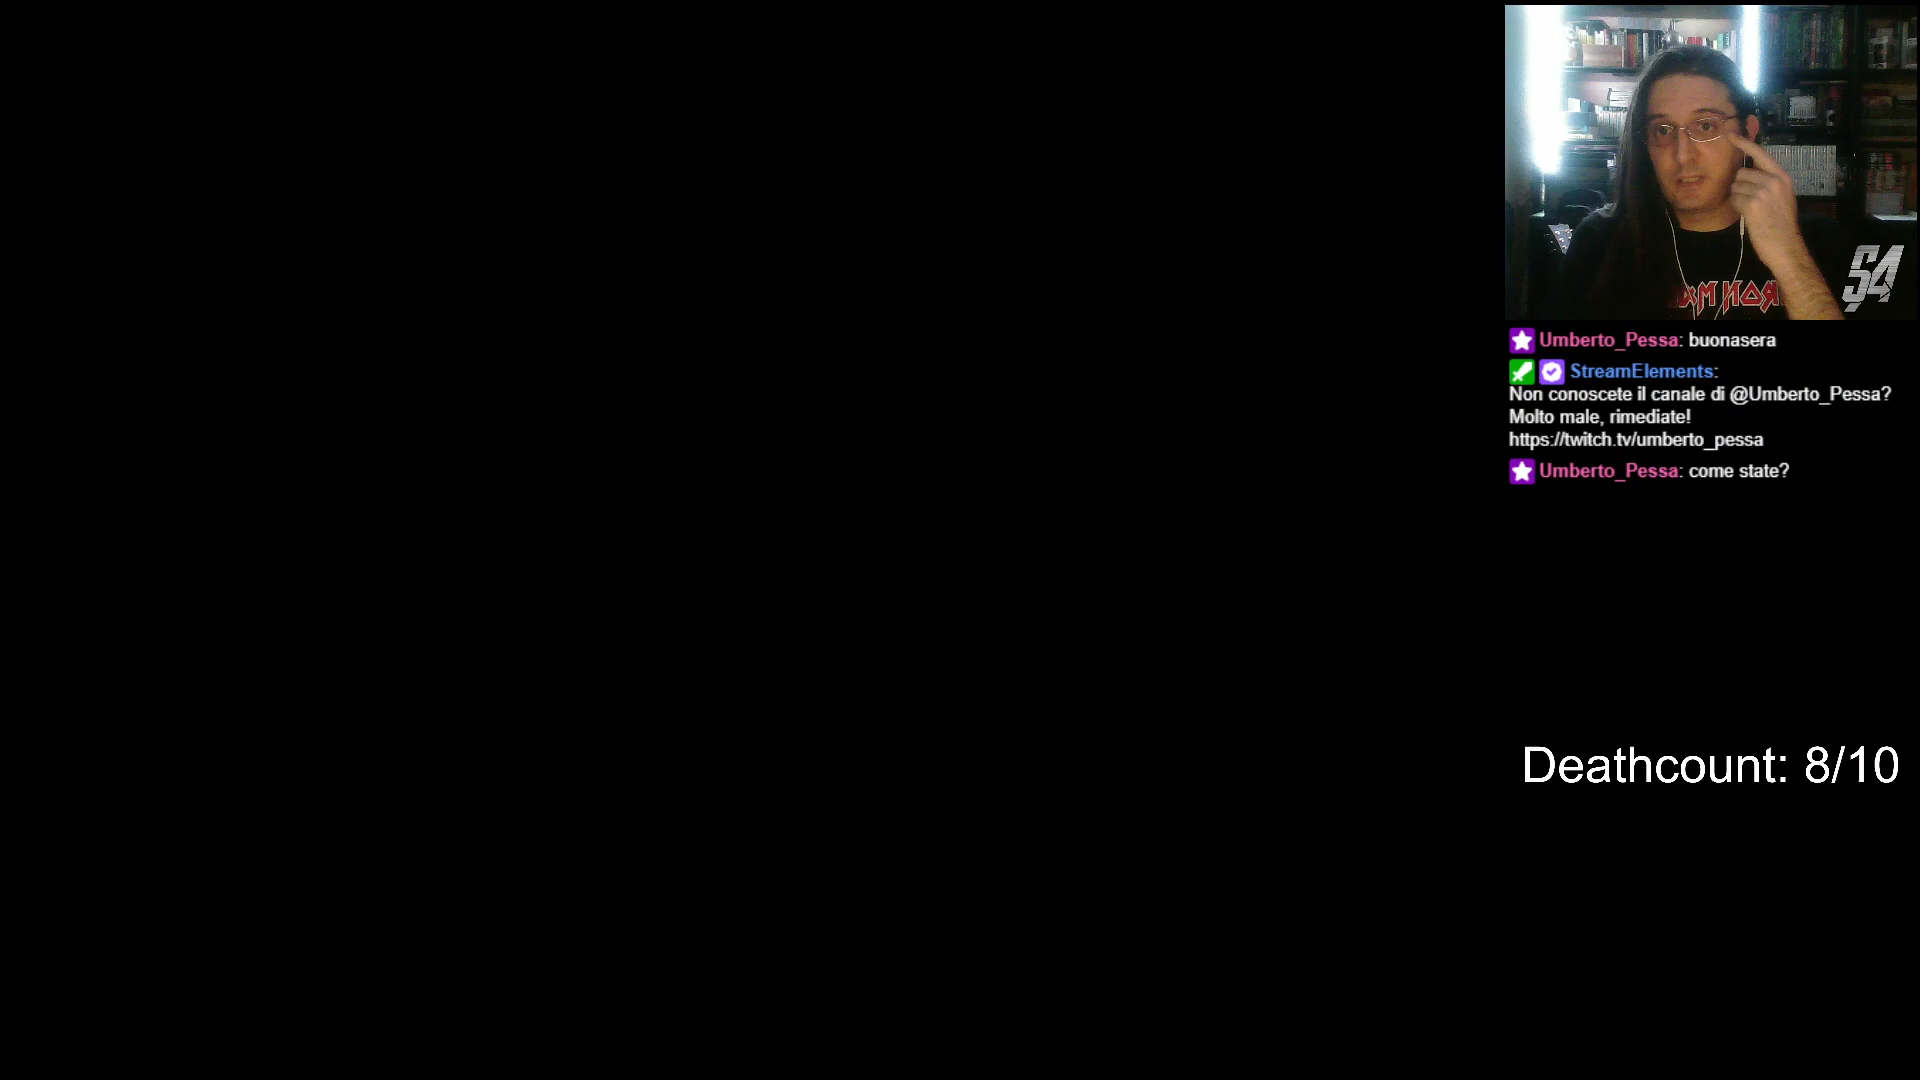 54
Umberto_Pessa: buonasera
StreamElements:
Non conoscete il canale di @Umberto_Pessa?
Molto male, rimediate!
https://twitch.tv/umberto_pessa
Umberto_Pessa: come state?
Deathcount: 8/10